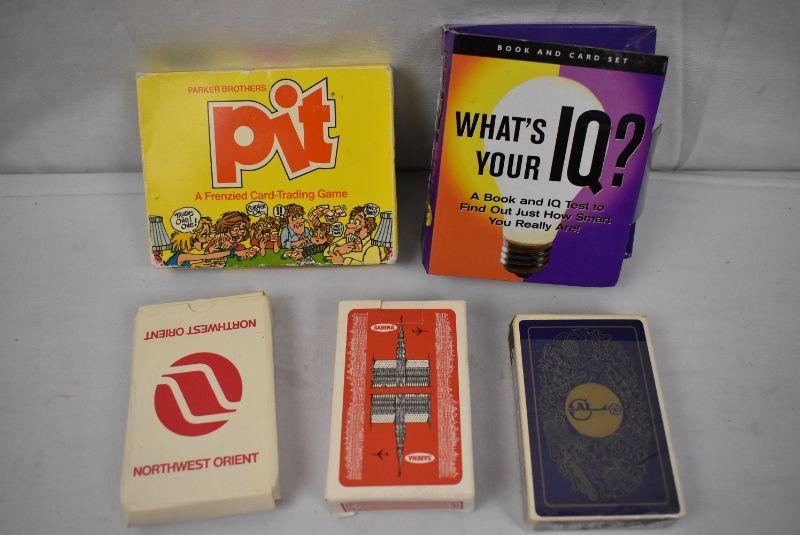 PARKER BROTHERS
pit
A Frenzied Card-Trading Game
BOOK AND CARD SET
WHAT'S
YOUR IQ?
A Book and IQ Test to
Find Out Just How Smart
You Really Are!
NORTHWEST ORIENT
NORTHWEST ORIENT
SABENA
SABENA